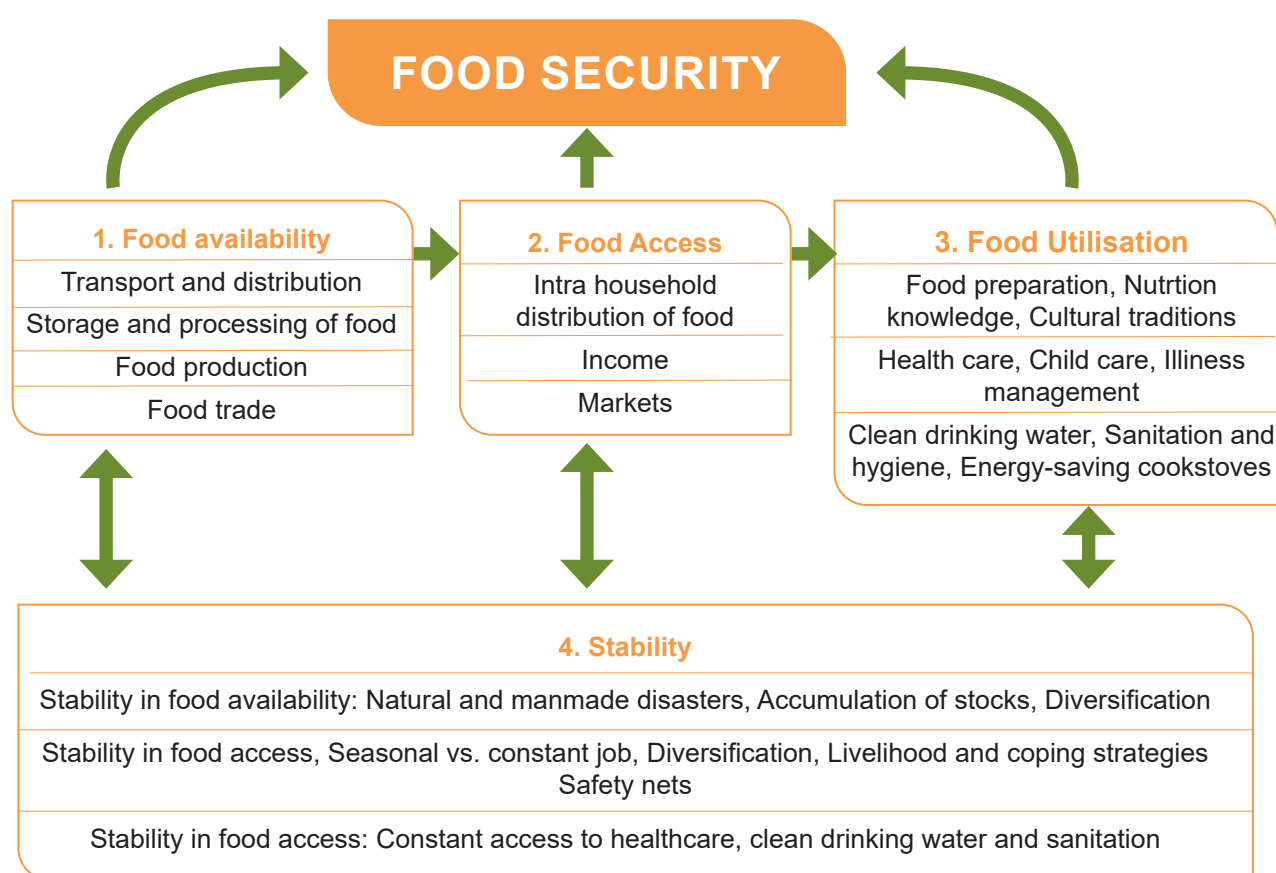 FOOD SECURITY
1. Food availability
Transport and distribution
Storage and processing of food
Food production
Food trade
2. Food Access
Intra household
distribution of food
Income
Markets
3. Food Utilisation
Food preparation, Nutrtion
knowledge, Cultural traditions
Health care, Child care, Illiness
management
Clean drinking water, Sanitation and
hygiene, Energy-saving cookstoves
4. Stability
Stability in food availability: Natural and manmade disasters, Accumulation of stocks, Diversification
Stability in food access, Seasonal vs. constant job, Diversification, Livelihood and coping strategies
Safety nets
Stability in food access: Constant access to healthcare, clean drinking water and sanitation